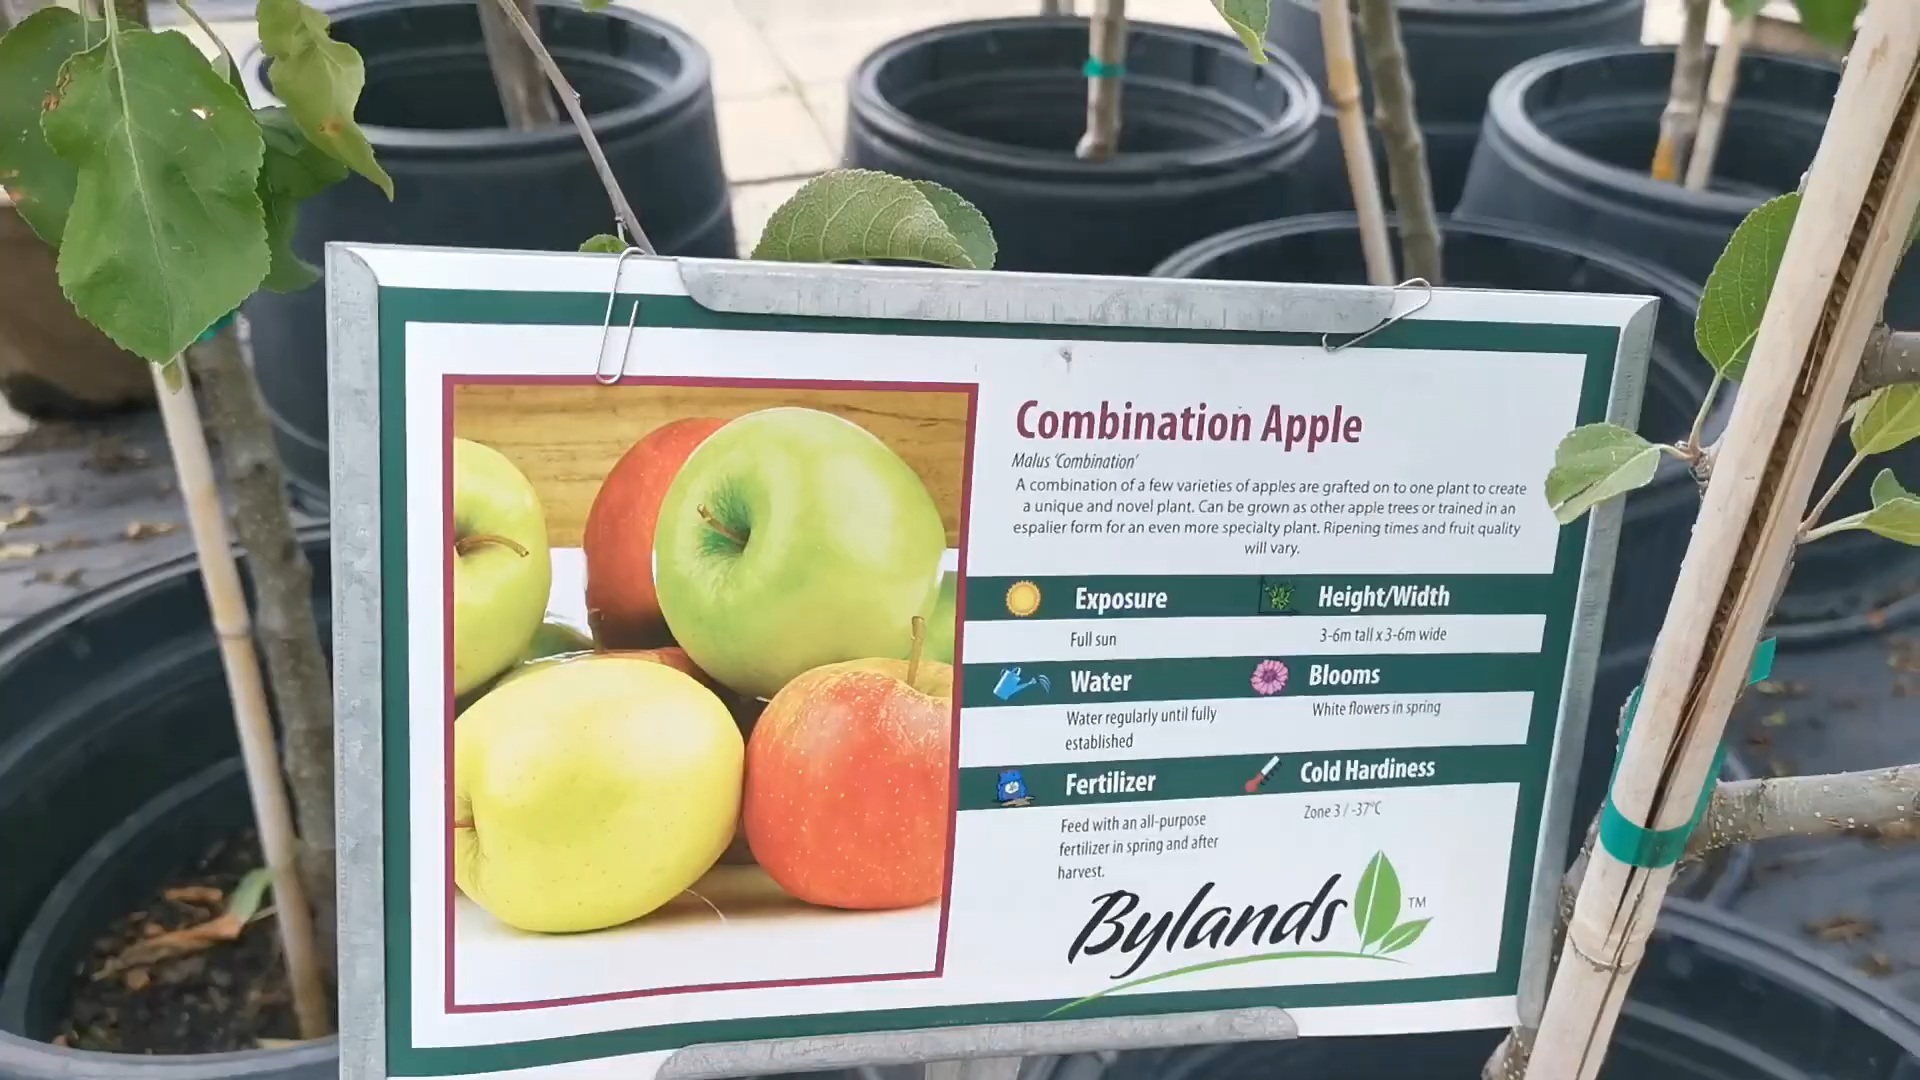 Combination Apple
Malus 'Combination'
A combination of a few varieties of apples are grafted on to one plant to create
a unique and novel plant. Can be grown as other apple trees or trained in an
espalier form for an even more specialty plant. Ripening times and fruit quality
will vary.
Exposure
Full sun
Height/Width
3-6m tall x 3-6m wide
Water
Water regularly until fully
established
Blooms
White flowers in spring
Fertilizer
Feed with an all-purpose
fertilizer in spring and after
harvest.
Cold Hardiness
Zone 3 / -37°C
Bylands TM